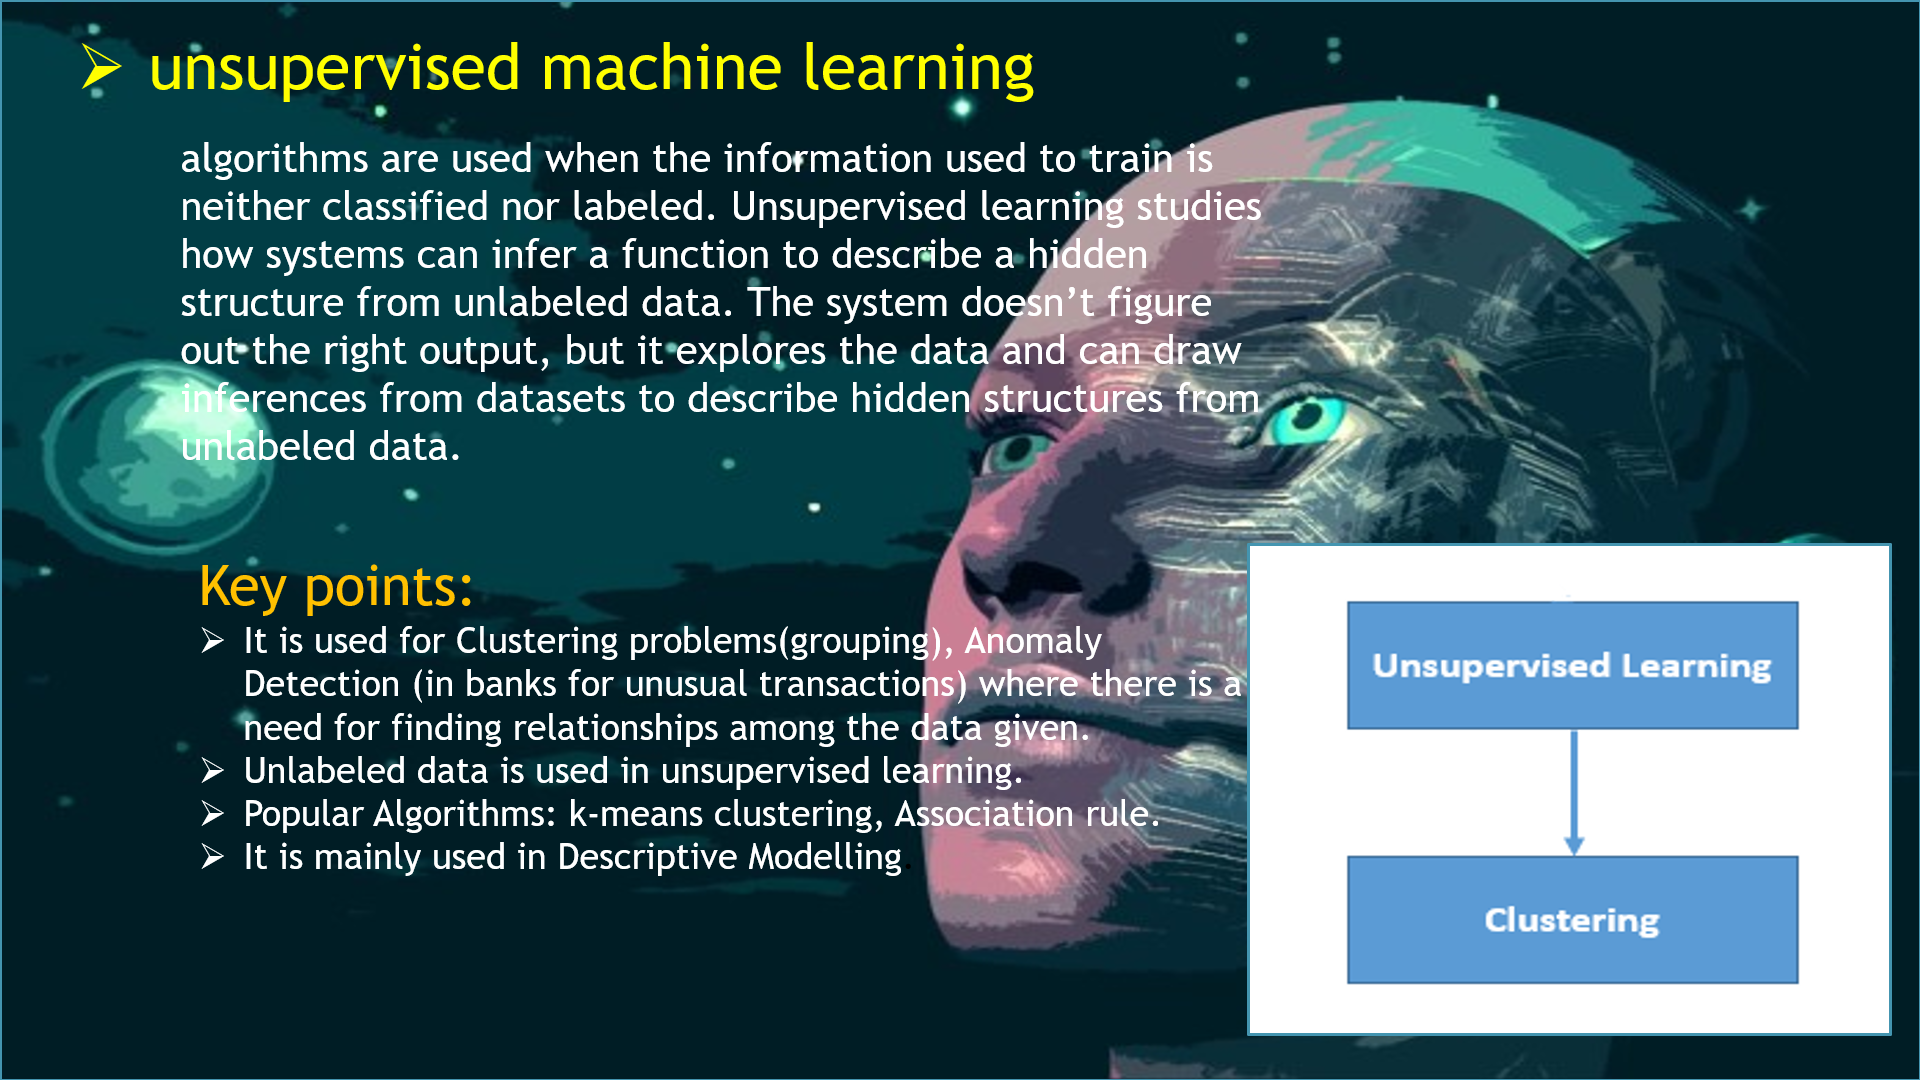 ➢ unsupervised machine learning
algorithms are used when the information used to train is
neither classified nor labeled. Unsupervised learning studies
how systems can infer a function to describe a hidden
structure from unlabeled data. The system doesn’t figure
out the right output, but it explores the data and can draw
inferences from datasets to describe hidden structures from
unlabeled data.
Key points:
➢ It is used for Clustering problems(grouping), Anomaly
Detection (in banks for unusual transactions) where there is a
need for finding relationships among the data given.
➢ Unlabeled data is used in unsupervised learning.
➢ Popular Algorithms: k-means clustering, Association rule.
➢ It is mainly used in Descriptive Modelling
Unsupervised Learning
Clustering